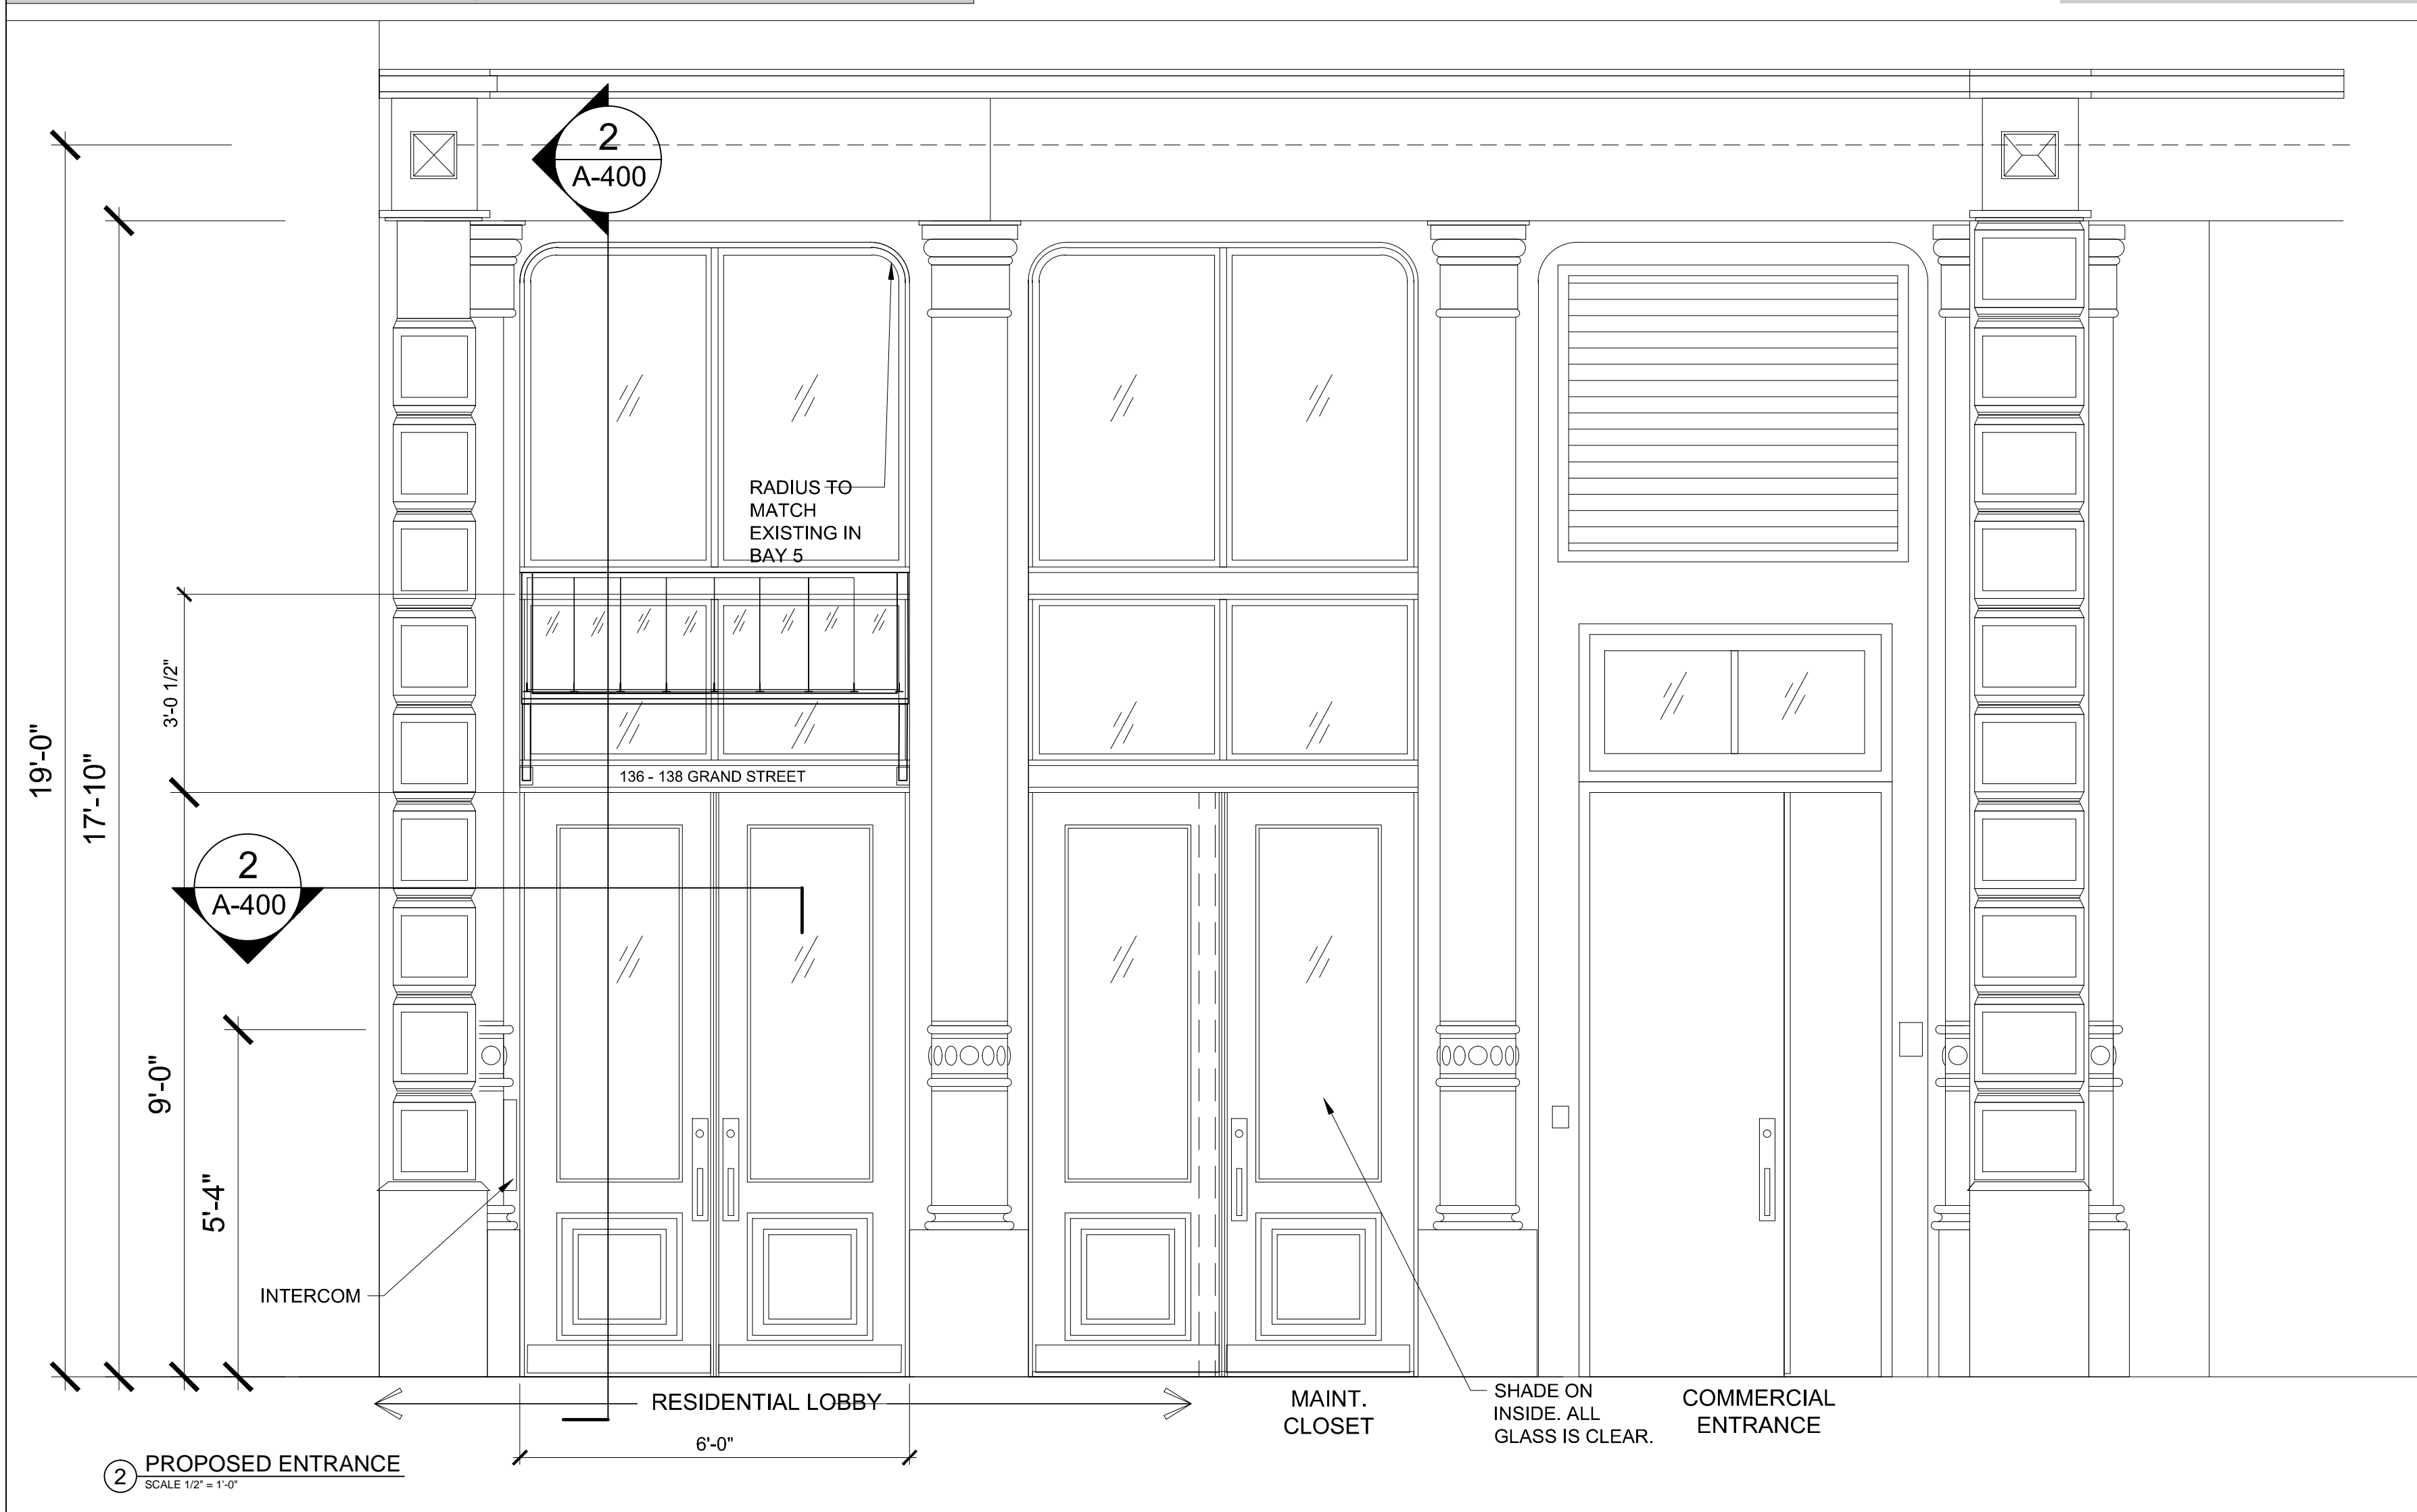 2
A-400
RADIUS TO
MATCH
EXISTING IN
BAY 5
3'-0 1/2"
19'-0"
17'-10"
136 - 138 GRAND STREET
2
A-400
9'-0"
5'-4"
INTERCOM
RESIDENTIAL LOBBY
MAINT.
CLOSET
SHADE ON
INSIDE. ALL
GLASS IS CLEAR.
COMMERCIAL
ENTRANCE
6'-0"
2
PROPOSED ENTRANCE
SCALE 1/2" = 1'-0"